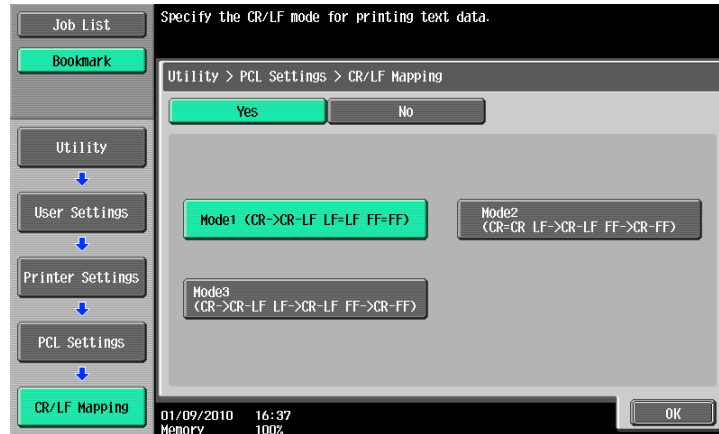 Job List
Bookmark
Utility
User Settings
Printer Settings
PCL Settings
CR/LF Mapping
Specify the CR/LF mode for printing text data.
Utility > PCL Settings > CR/LF Mapping
Yes
No
Mode1 (CR->CR-LF LF=LF FF=FF)
Mode2
(CR=CR LF->CR-LF FF->CR-FF)
Mode3
(CR->CR-LF LF->CR-LF FF->CR-FF)
01/09/2010 16:37
Memory 100%
OK